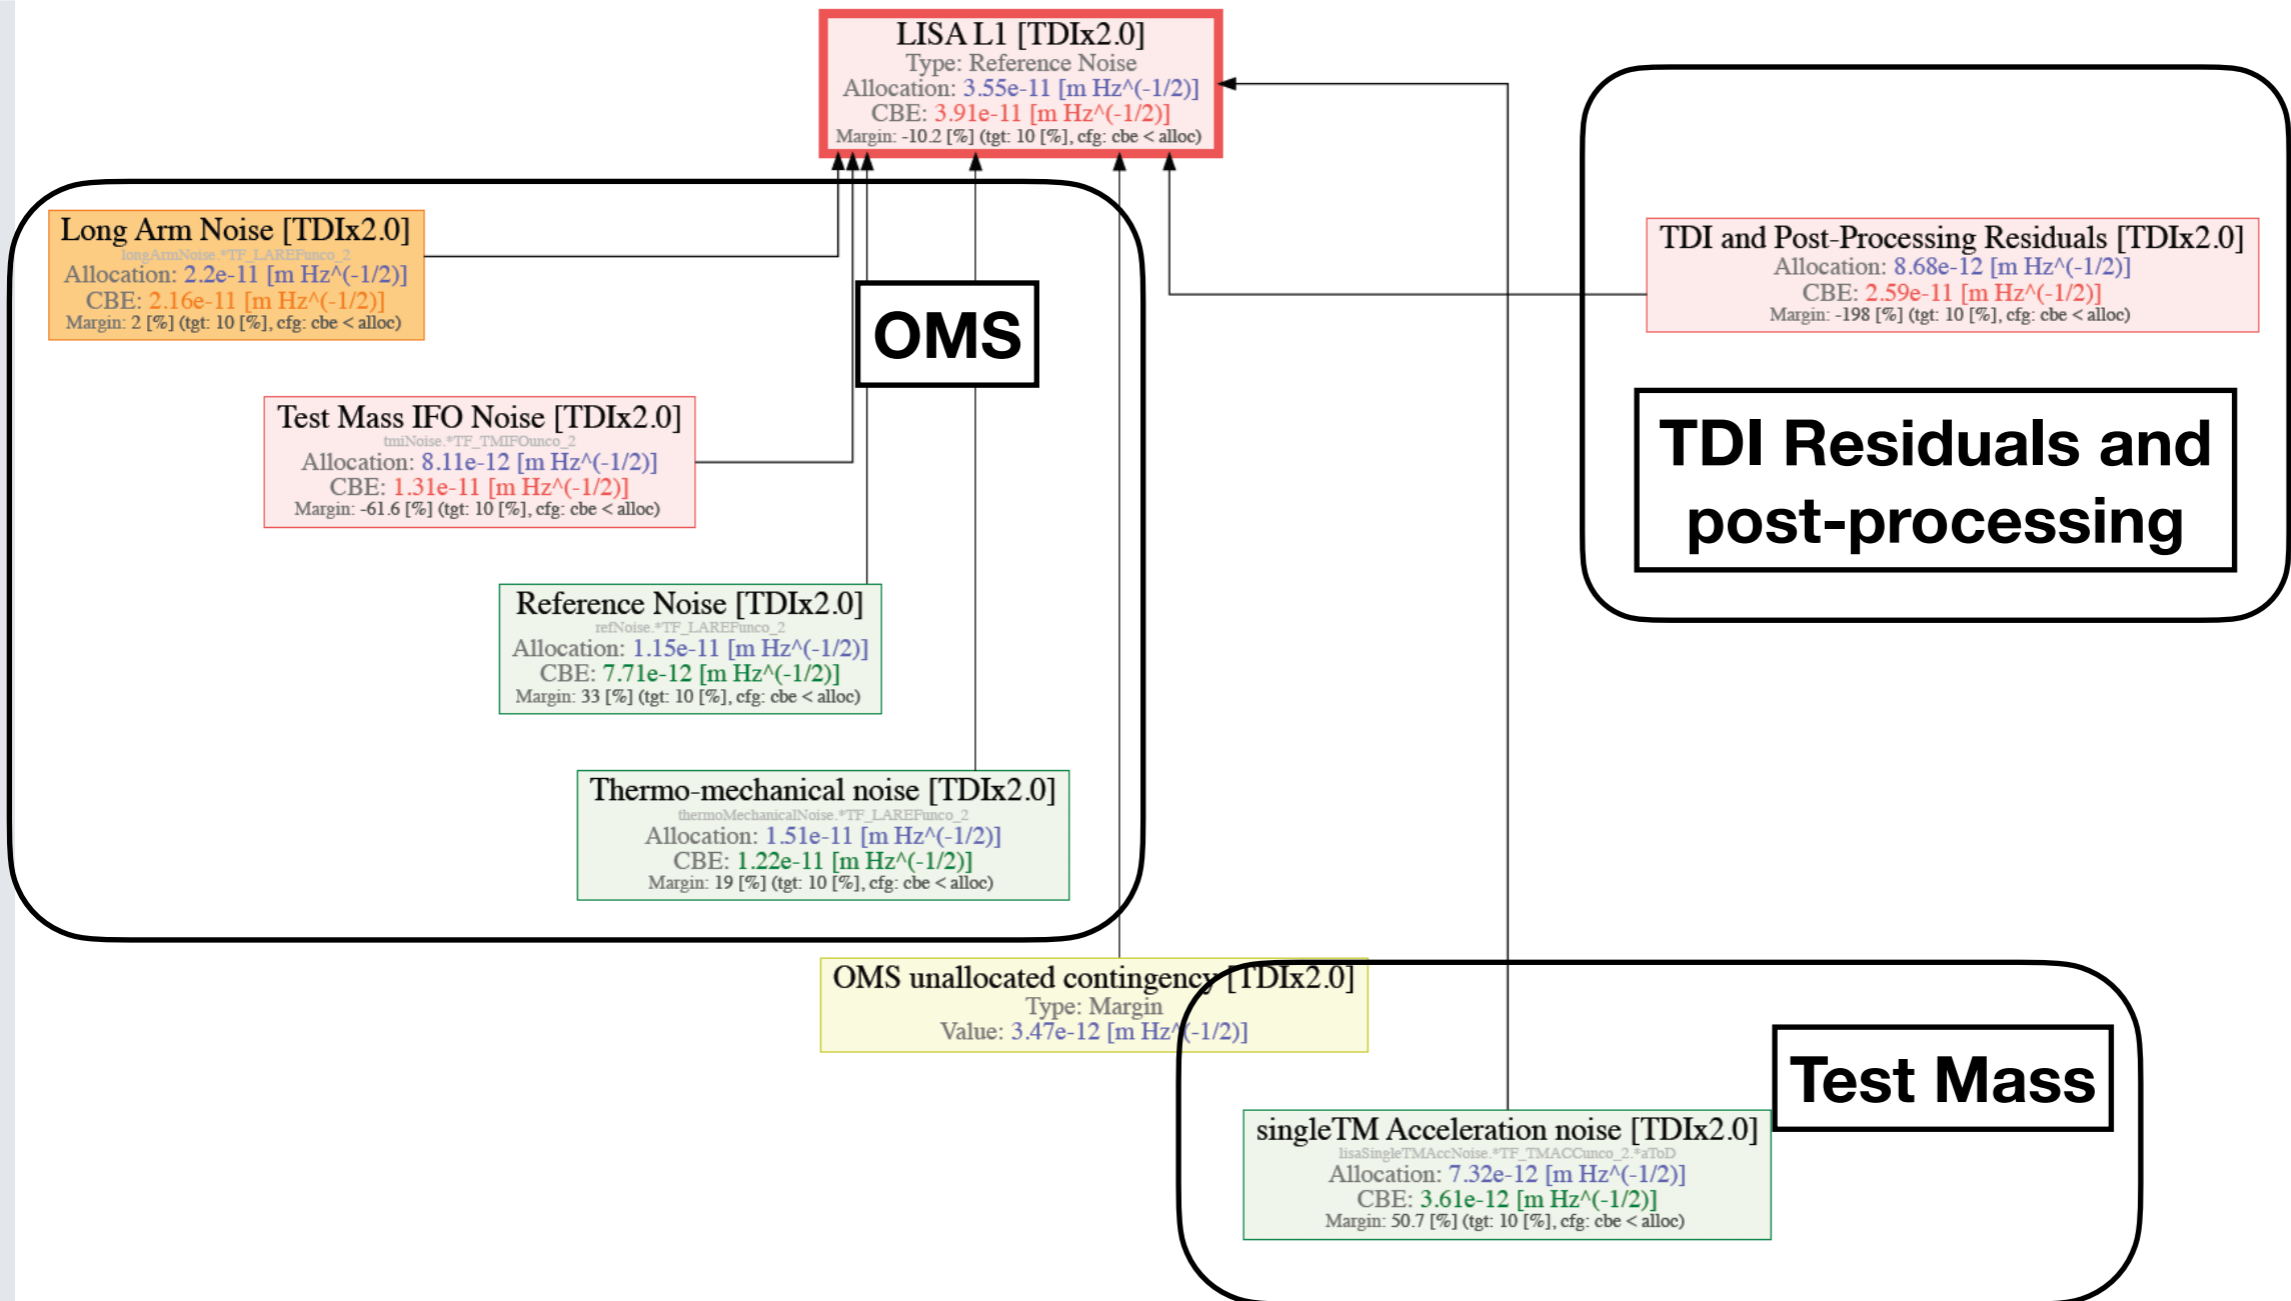 LISA L1 [TDIx2.0]
Type: Reference Noise
Allocation: 3.55e-11 [m Hz^(-1/2)]
CBE: 3.91e-11 [m Hz^(-1/2)]
Margin: -10.2 [%] (tgt: 10 [%], cfg: cbe < alloc)
Long Arm Noise [TDIx2.0]
longArmNoise.*TF_LAREFunco_2
Allocation: 2.2e-11 [m Hz^(-1/2)]
CBE: 2.16e-11 [m Hz^(-1/2)]
Margin: 2 [%] (tgt: 10 [%], cfg: cbe < alloc)
OMS
Test Mass IFO Noise [TDIx2.0]
tmiNoise.*TF_TMIFOunco_2
Allocation: 8.11e-12 [m Hz^(-1/2)]
CBE: 1.31e-11 [m Hz^(-1/2)]
Margin: -61.6 [%] (tgt: 10 [%], cfg: cbe < alloc)
Reference Noise [TDIx2.0]
refNoise.*TF_LAREFunco_2
Allocation: 1.15e-11 [m Hz^(-1/2)]
CBE: 7.71e-12 [m Hz^(-1/2)]
Margin: 33 [%] (tgt: 10 [%], cfg: cbe < alloc)
Thermo-mechanical noise [TDIx2.0]
thermoMechanicalNoise.*TF_LAREFunco_2
Allocation: 1.51e-11 [m Hz^(-1/2)]
CBE: 1.22e-11 [m Hz^(-1/2)]
Margin: 19 [%] (tgt: 10 [%], cfg: cbe < alloc)
TDI and Post-Processing Residuals [TDIx2.0]
Allocation: 8.68e-12 [m Hz^(-1/2)]
CBE: 2.59e-11 [m Hz^(-1/2)]
Margin: -198 [%] (tgt: 10 [%], cfg: cbe < alloc)
TDI Residuals and
post-processing
OMS unallocated contingency [TDIx2.0]
Type: Margin
Value: 3.47e-12 [m Hz^(-1/2)]
Test Mass
singleTM Acceleration noise [TDIx2.0]
lisaSingleTMAccNoise.*TF_TMACCunco_2.*aToD
Allocation: 7.32e-12 [m Hz^(-1/2)]
CBE: 3.61e-12 [m Hz^(-1/2)]
Margin: 50.7 [%] (tgt: 10 [%], cfg: cbe < alloc)